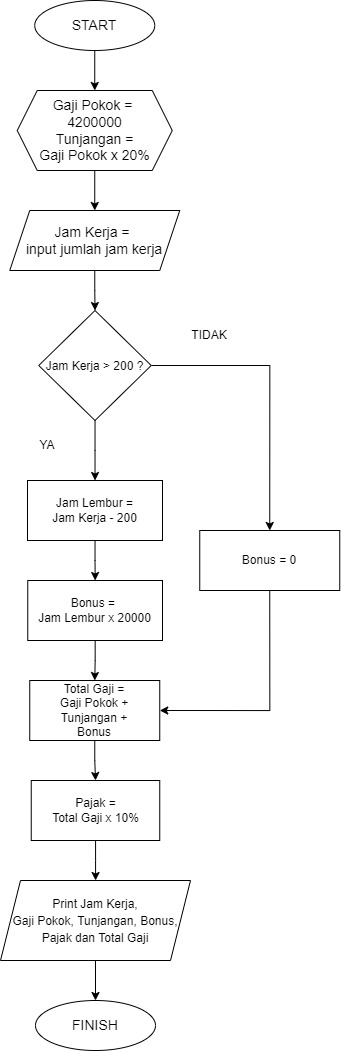 START
Gaji Pokok =
4200000
Tunjangan =
Gaji Pokok x 20%
Jam Kerja =
input jumlah jam kerja
Jam Kerja > 200 ?
TIDAK
YA
Jam Lembur =
Jam Kerja - 200
Bonus = 0
Bonus =
Jam Lembur x 20000
Total Gaji =
Gaji Pokok +
Tunjangan +
Bonus
Pajak =
Total Gaji x 10%
Print Jam Kerja,
Gaji Pokok, Tunjangan, Bonus,
Pajak dan Total Gaji
FINISH